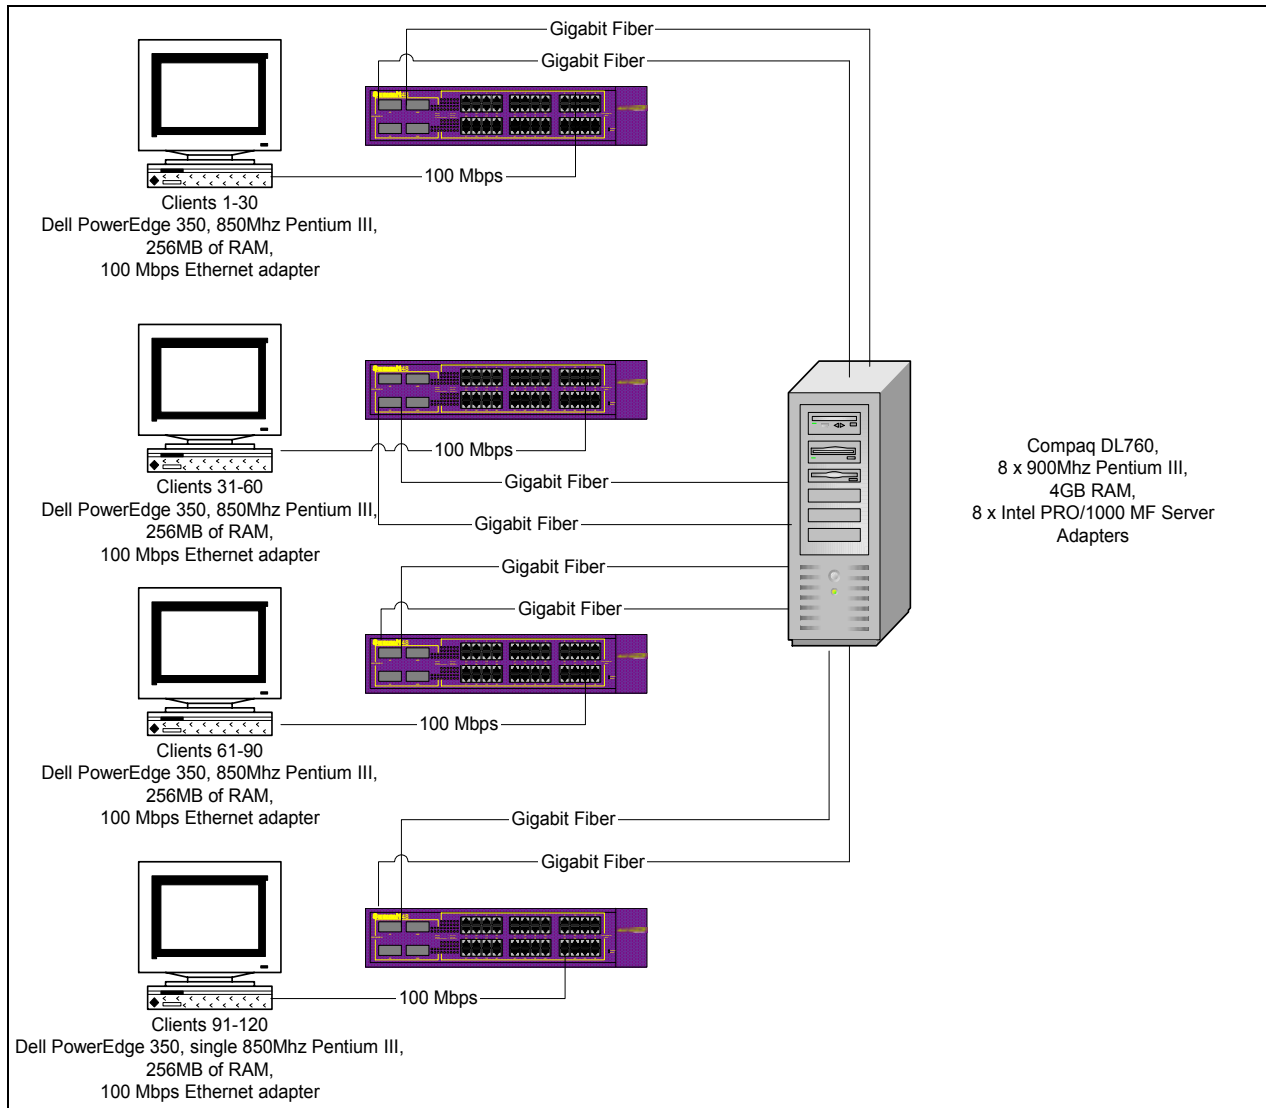 Gigabit Fiber
Gigabit Fiber
100 Mbps
Clients 1-30
Dell PowerEdge 350, 850Mhz Pentium III,
256MB of RAM,
100 Mbps Ethernet adapter
100 Mbps
Gigabit Fiber
Clients 31-60
Dell PowerEdge 350, 850Mhz Pentium III,
256MB of RAM,
100 Mbps Ethernet adapter
Gigabit Fiber
Compaq DL760,
8 x 900Mhz Pentium III,
4GB RAM,
8 x Intel PRO/1000 MF Server
Adapters
Gigabit Fiber
Gigabit Fiber
100 Mbps
Clients 61-90
Dell PowerEdge 350, 850Mhz Pentium III,
256MB of RAM,
100 Mbps Ethernet adapter
Gigabit Fiber
Gigabit Fiber
100 Mbps
Clients 91-120
Dell PowerEdge 350, single 850Mhz Pentium III,
256MB of RAM,
100 Mbps Ethernet adapter